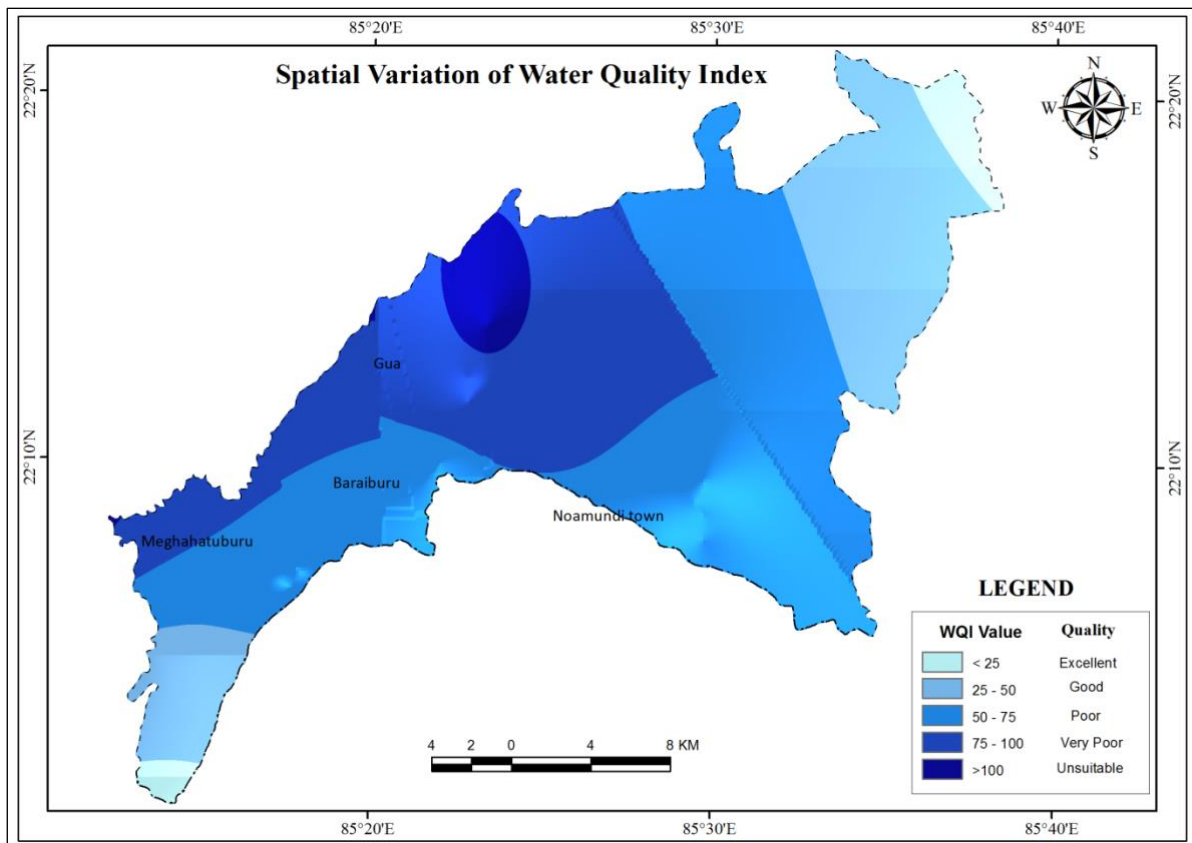 85°20'E 85°30'E 85°40'E
Spatial Variation of Water Quality Index
N
W E
S
22°20'N 22°20'N
Gua
22°10'N 22°10'N
Baraiburu
Noamundi town
Meghahatuburu
LEGEND
WQI Value Quality
< 25 Excellent
25 - 50 Good
50 - 75 Poor
75 - 100 Very Poor
>100 Unsuitable
4 2 0 4 8 KM
85°20'E 85°30'E 85°40'E